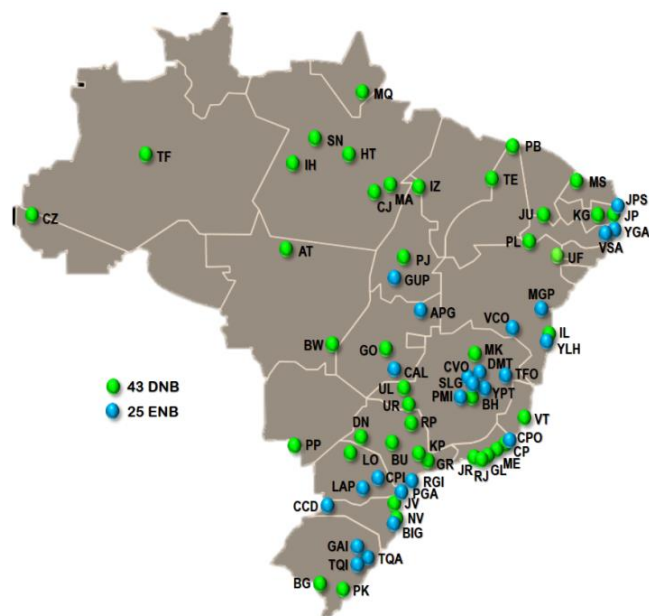 MQ
SN
HT
TF
IH
PB
TE
MS
IZ
MA
CJ
JPS
CZ
JU
KG
JP
YGA
VSA
PL
AT
PJ
UF
GUP
APG
MGP
VCO
IL
YLH
BW
GO
MK
CVO
DMT
CAL
SLG
TFO
43 DNB
UL
PMI
YPT
BH
25 ENB
UR
RP
VT
DN
CPO
PP
KP
CP
LO
BU
GR
ME
GL
JR
RJ
CPI
RGI
LAP
PGA
CCD
JV
NV
BIG
GAI
TQA
TQI
BG
PK